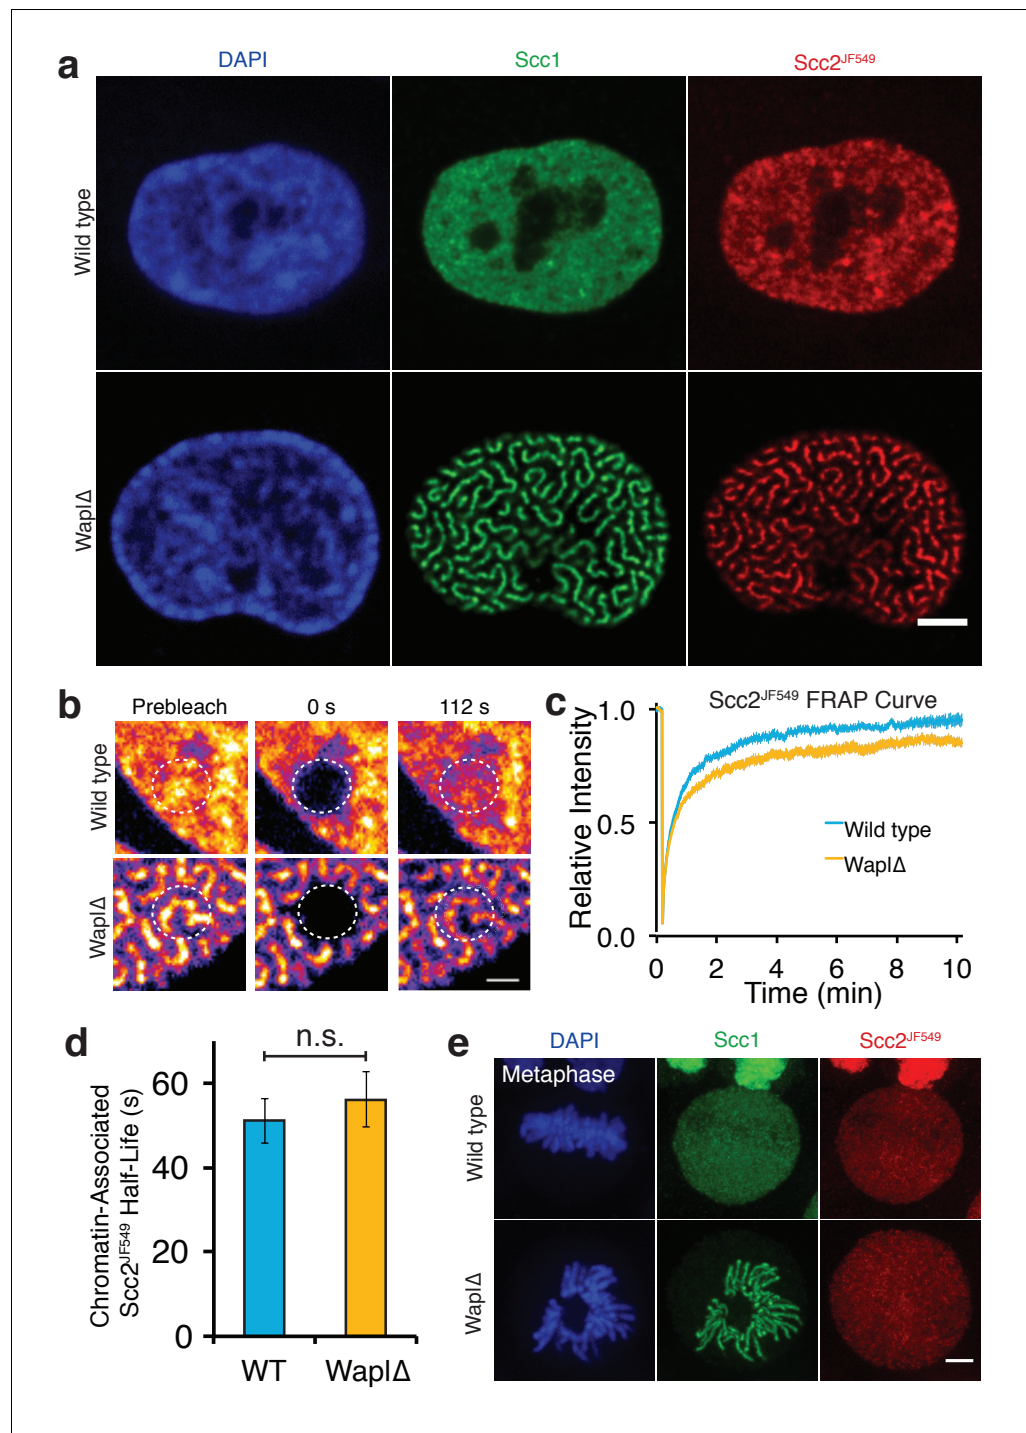 a
DAPI
Scc1
Scc2JF549
Wild type
WaplΔ
b
Prebleach
0 s
112 s
Wild type
WaplΔ
c
Scc2JF549 FRAP Curve
Relative Intensity
1.0
0.5
0.0
Wild type
WaplΔ
0
2
4
6
8
10
Time (min)
d
n.s.
Chromatin-Associated
Scc2JF549 Half-Life (s)
60
40
20
0
WT
WaplΔ
e
DAPI
Scc1
Scc2JF549
Metaphase
Wild type
WaplΔ